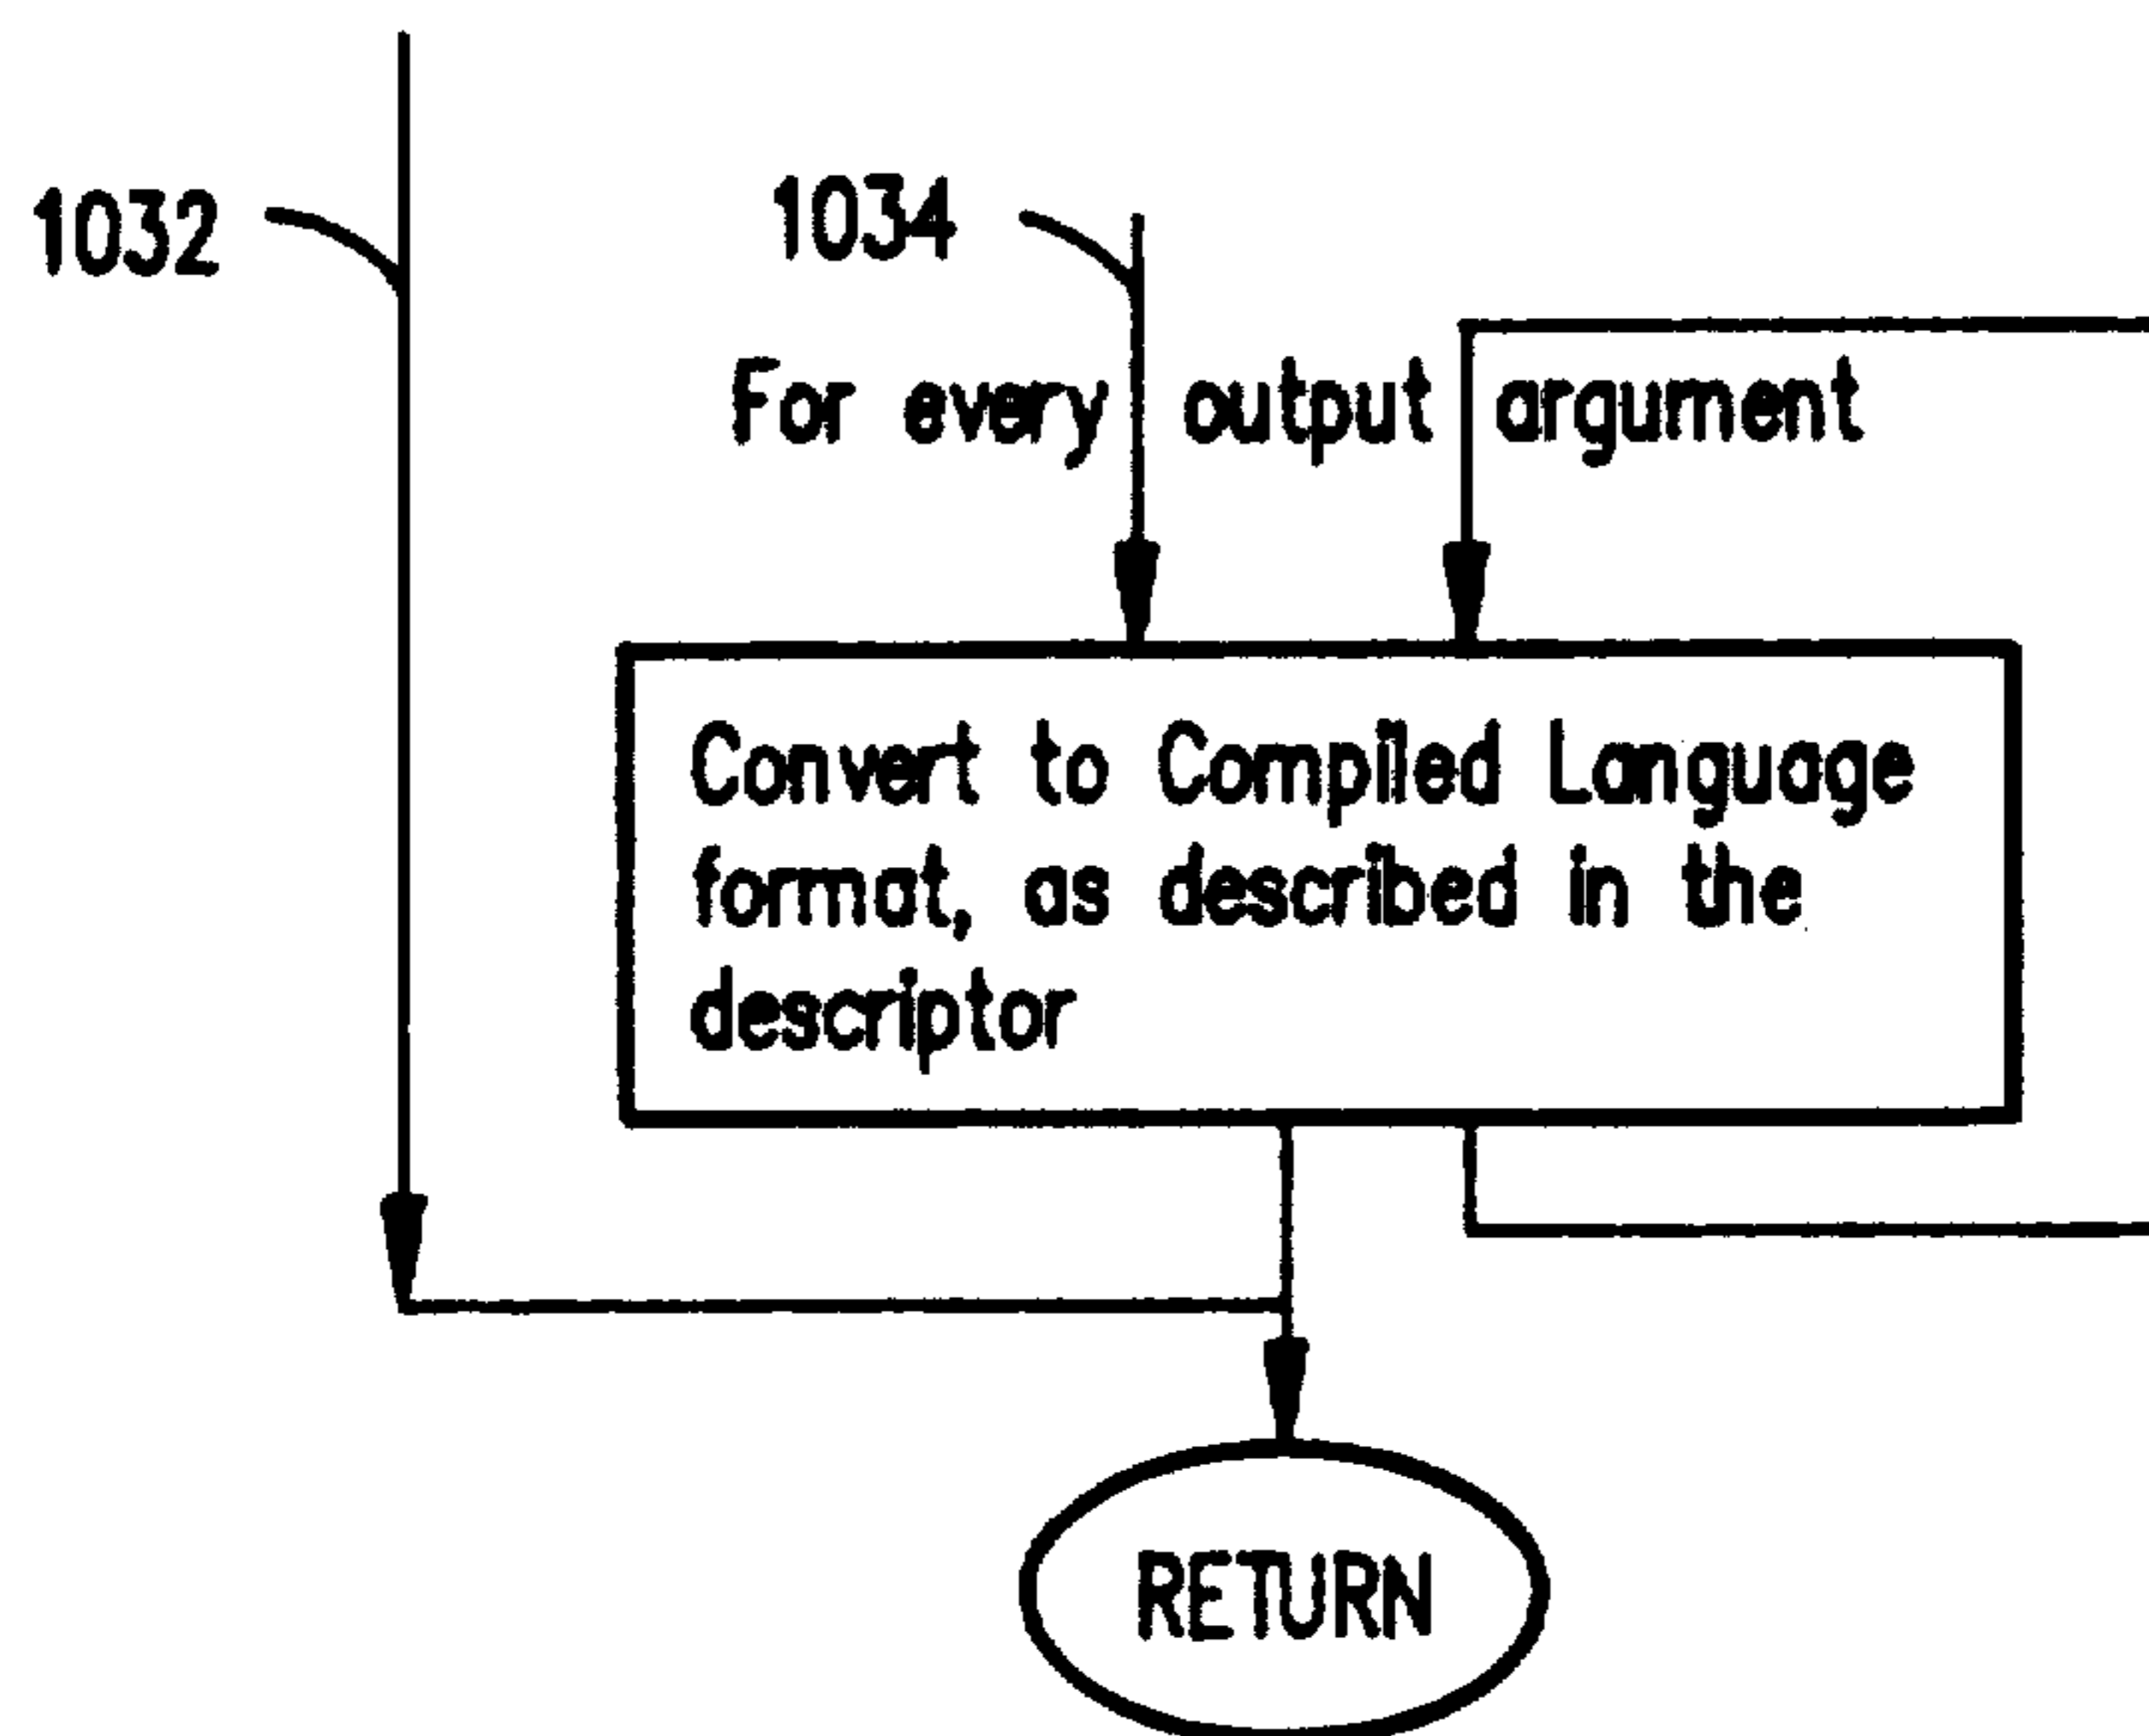 1032
1034
For every output argument
Convert to Compiled Language
format, as described in the
descriptor
RETURN